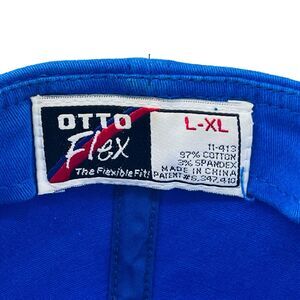 OTTO
Flex
The Flexible Fit!
L-XL
11-413
97% COTTON
3% SPANDEX
MADE IN CHINA
PATENT# 6,347,410